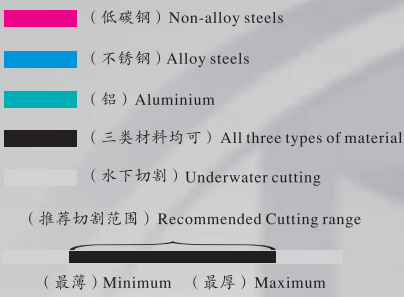 （低碳钢）Non-alloy steels
（不锈钢）Alloy steels
（铝）Aluminium
（三类材料均可）All three types of material
（水下切割）Underwater cutting
（推荐切割范围）Recommended Cutting range
（最薄）Minimum （最厚）Maximum